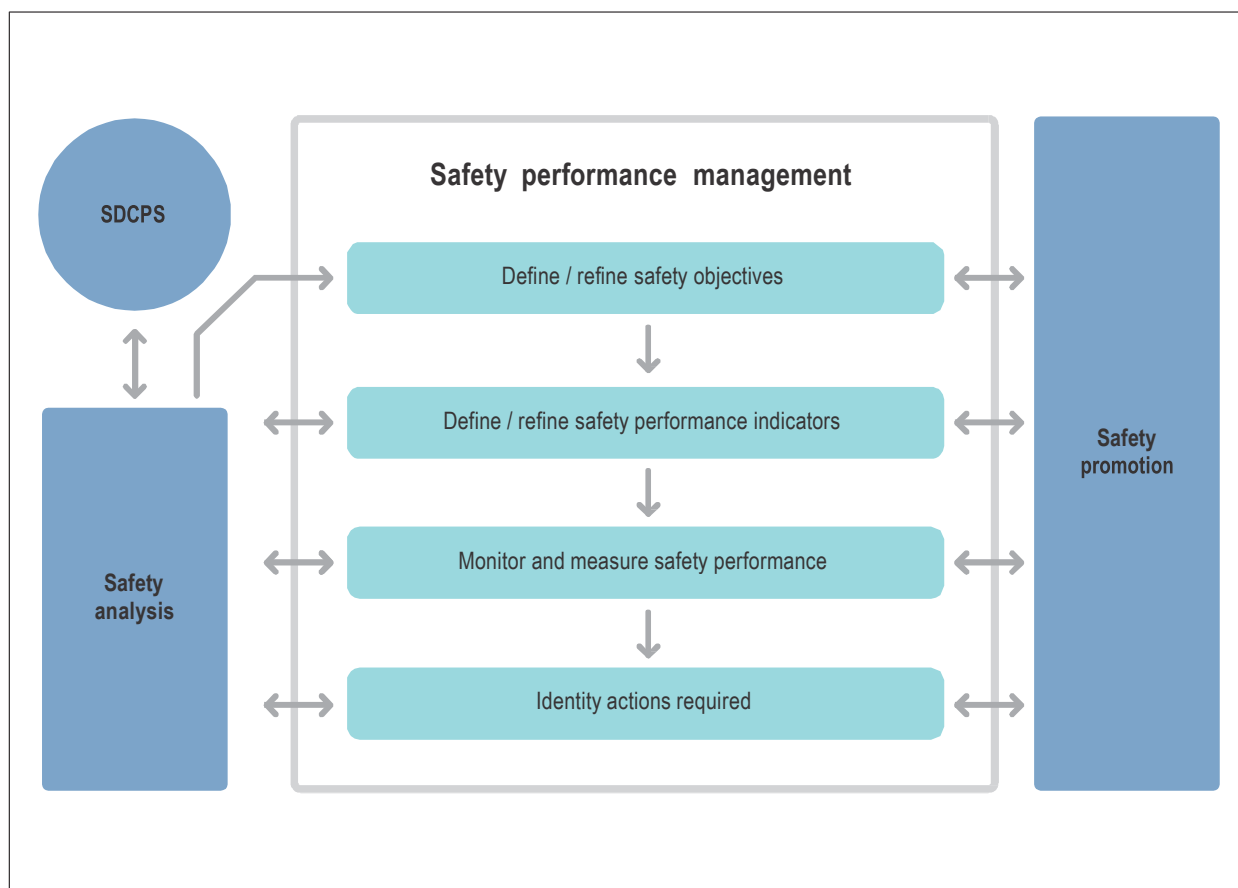 Safety performance management
SDCPS
Define / refine safety objectives
Define / refine safety performance indicators
Safety
promotion
Monitor and measure safety performance
Safety
analysis
Identity actions required